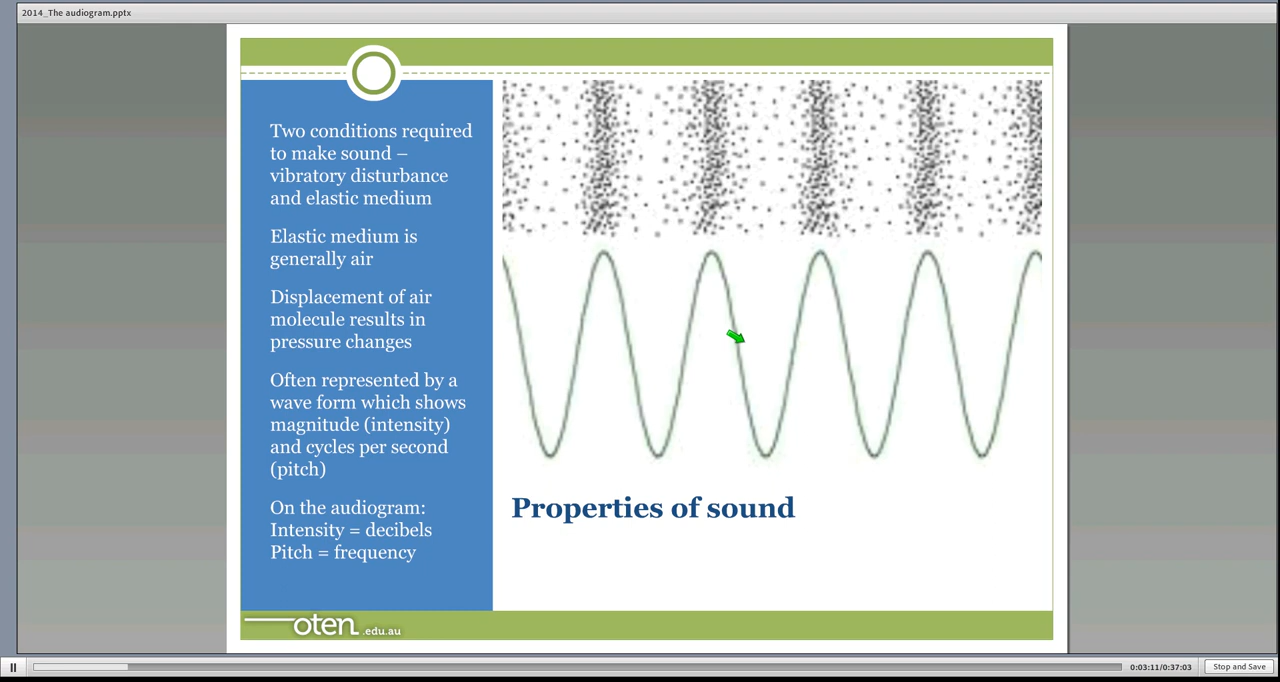 2014_The audiogram.pptx
Two conditions required
to make sound –
vibratory disturbance
and elastic medium
Elastic medium is
generally air
Displacement of air
molecule results in
pressure changes
Often represented by a
wave form which shows
magnitude (intensity)
and cycles per second
(pitch)
On the audiogram:
Intensity = decibels
Pitch = frequency
Properties of sound
oten.edu.au
0:03:11/0:37:03
Stop and Save